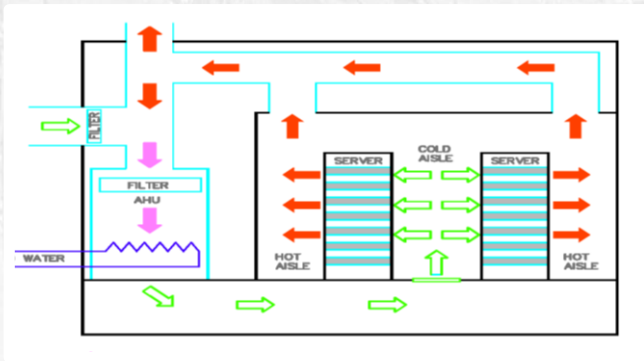 FILTER
FILTER
AHU
WATER
SERVER
COLD
AISLE
SERVER
HOT
AISLE
HOT
AISLE